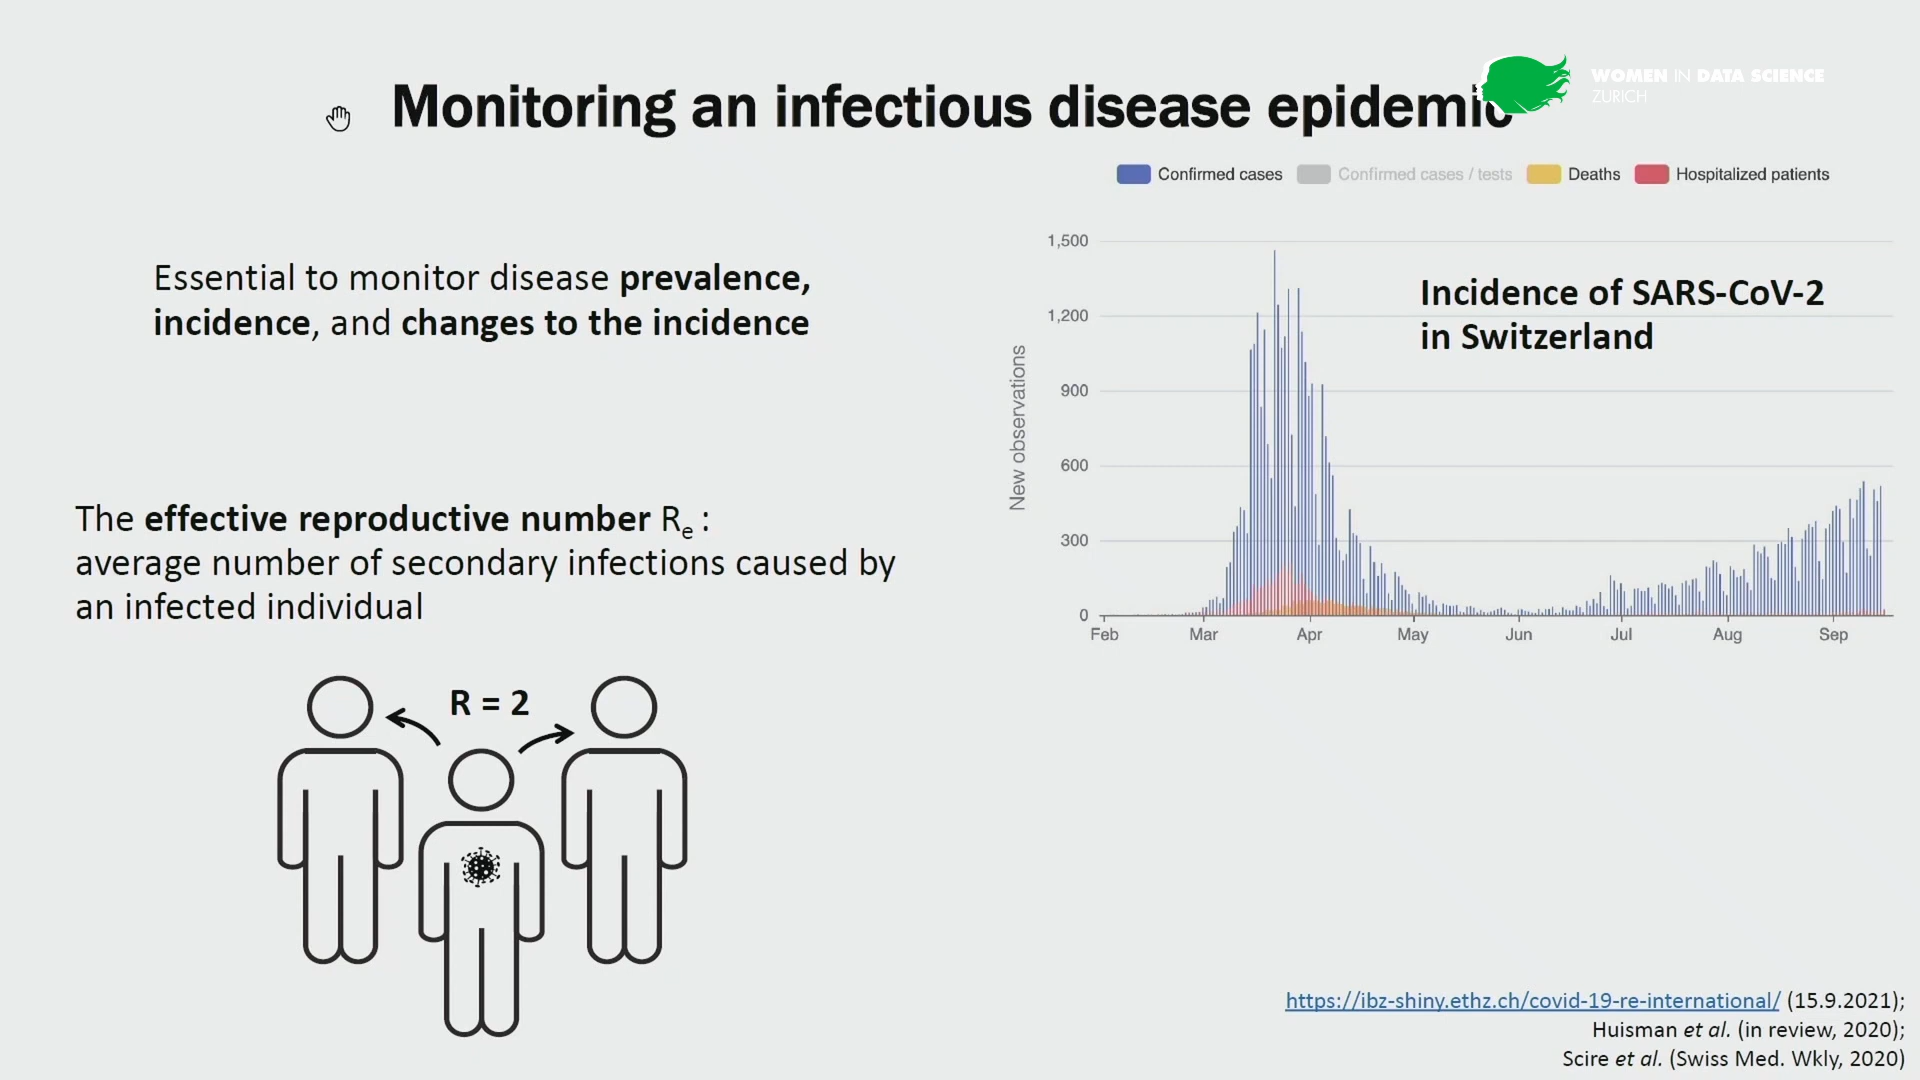 Monitoring an infectious disease epidemic
WOMEN IN DATA SCIENCE
ZURICH
Essential to monitor disease prevalence,
incidence, and changes to the incidence
The effective reproductive number Re :
average number of secondary infections caused by
an infected individual
R = 2
Confirmed cases
Confirmed cases / tests
Deaths
Hospitalized patients
Incidence of SARS-CoV-2
in Switzerland
New observations
1,500
1,200
900
600
300
0
Feb Mar Apr May Jun Jul Aug Sep
https://ibz-shiny.ethz.ch/covid-19-re-international/ (15.9.2021);
Huisman et al. (in review, 2020);
Scire et al. (Swiss Med. Wkly, 2020)